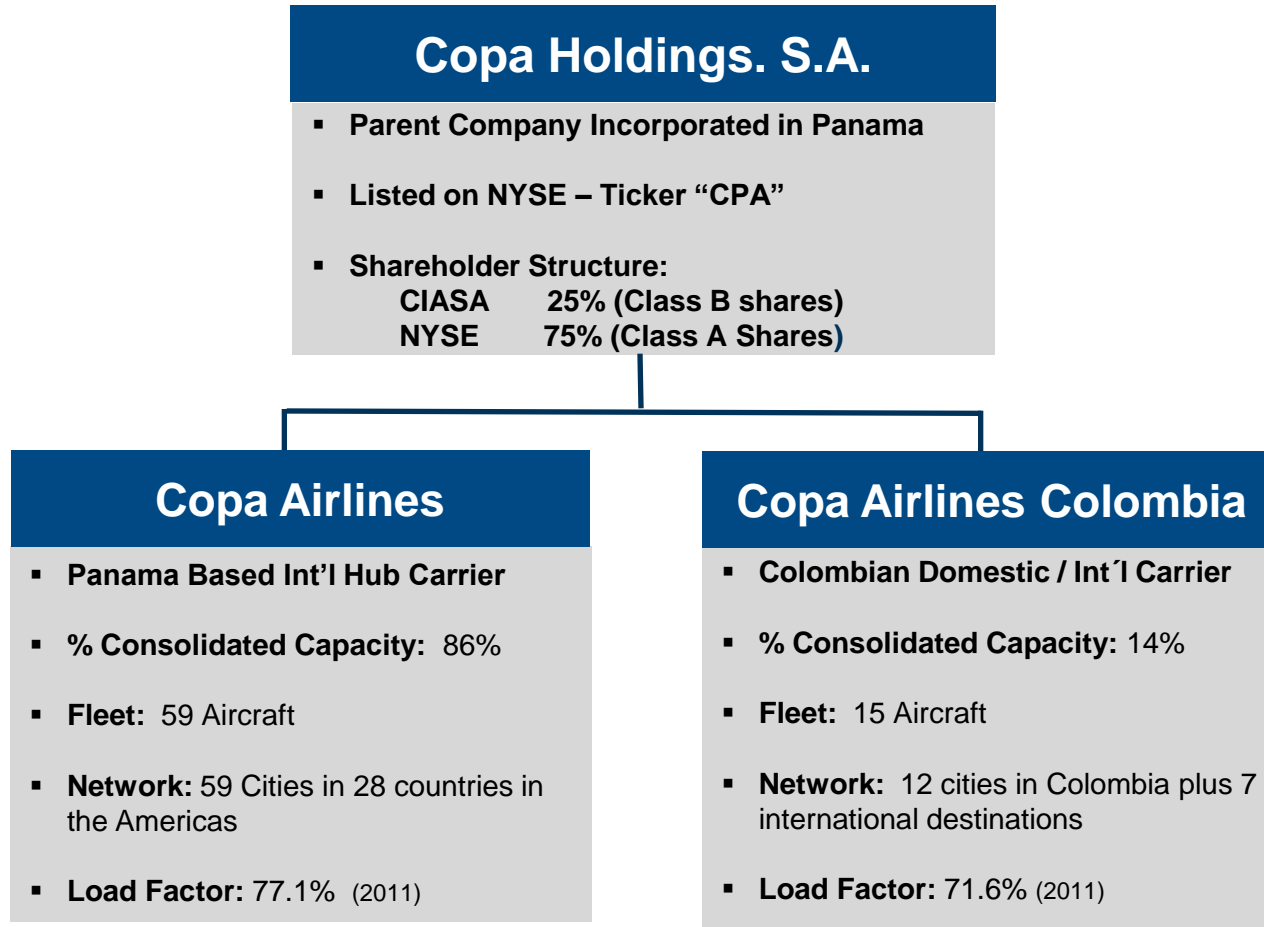 Copa Holdings. S.A.
▪ Parent Company Incorporated in Panama
▪ Listed on NYSE – Ticker “CPA”
▪ Shareholder Structure:
CIASA 25% (Class B shares)
NYSE 75% (Class A Shares)
Copa Airlines
▪ Panama Based Int’l Hub Carrier
▪ % Consolidated Capacity: 86%
▪ Fleet: 59 Aircraft
▪ Network: 59 Cities in 28 countries in
the Americas
▪ Load Factor: 77.1% (2011)
Copa Airlines Colombia
▪ Colombian Domestic / Int´l Carrier
▪ % Consolidated Capacity: 14%
▪ Fleet: 15 Aircraft
▪ Network: 12 cities in Colombia plus 7
international destinations
▪ Load Factor: 71.6% (2011)